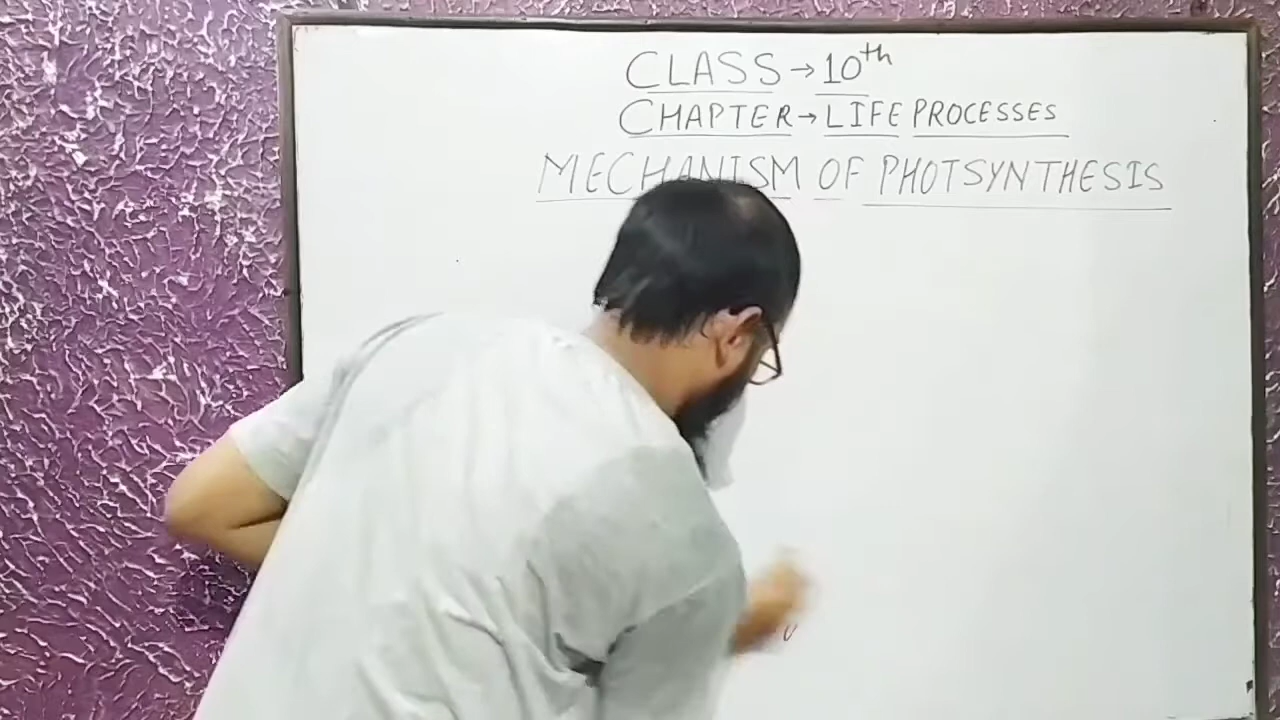 CLASS → 10th
CHAPTER → LIFE PROCESSES
MECHANISM OF PHOTSYNTHESIS